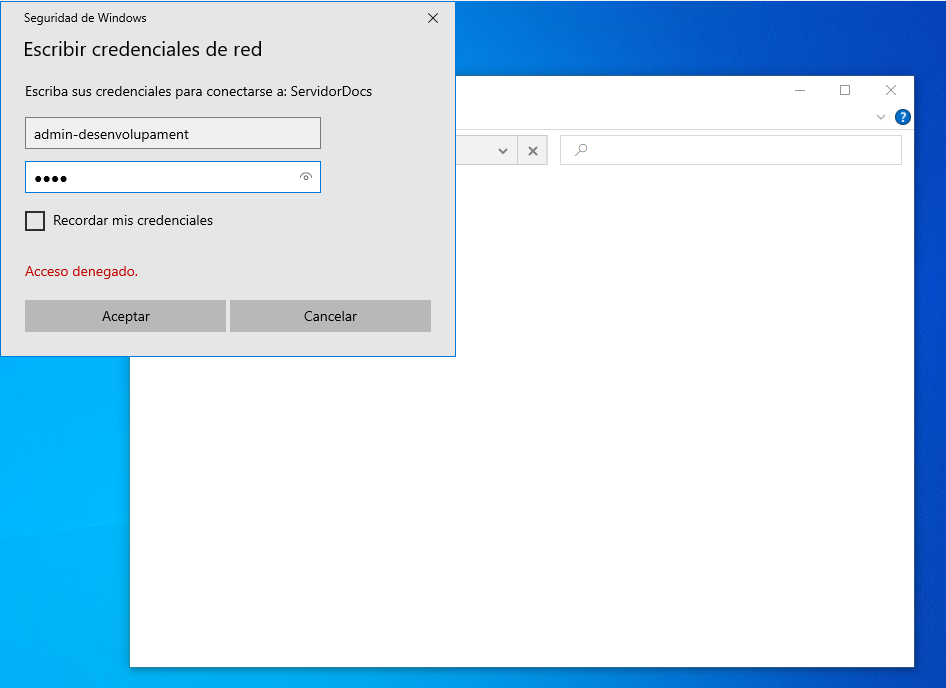 Seguridad de Windows
Escribir credenciales de red
Escriba sus credenciales para conectarse a: ServidorDocs
admin-desenvolupament
●●●●
Recordar mis credenciales
Acceso denegado.
Aceptar
Cancelar
?